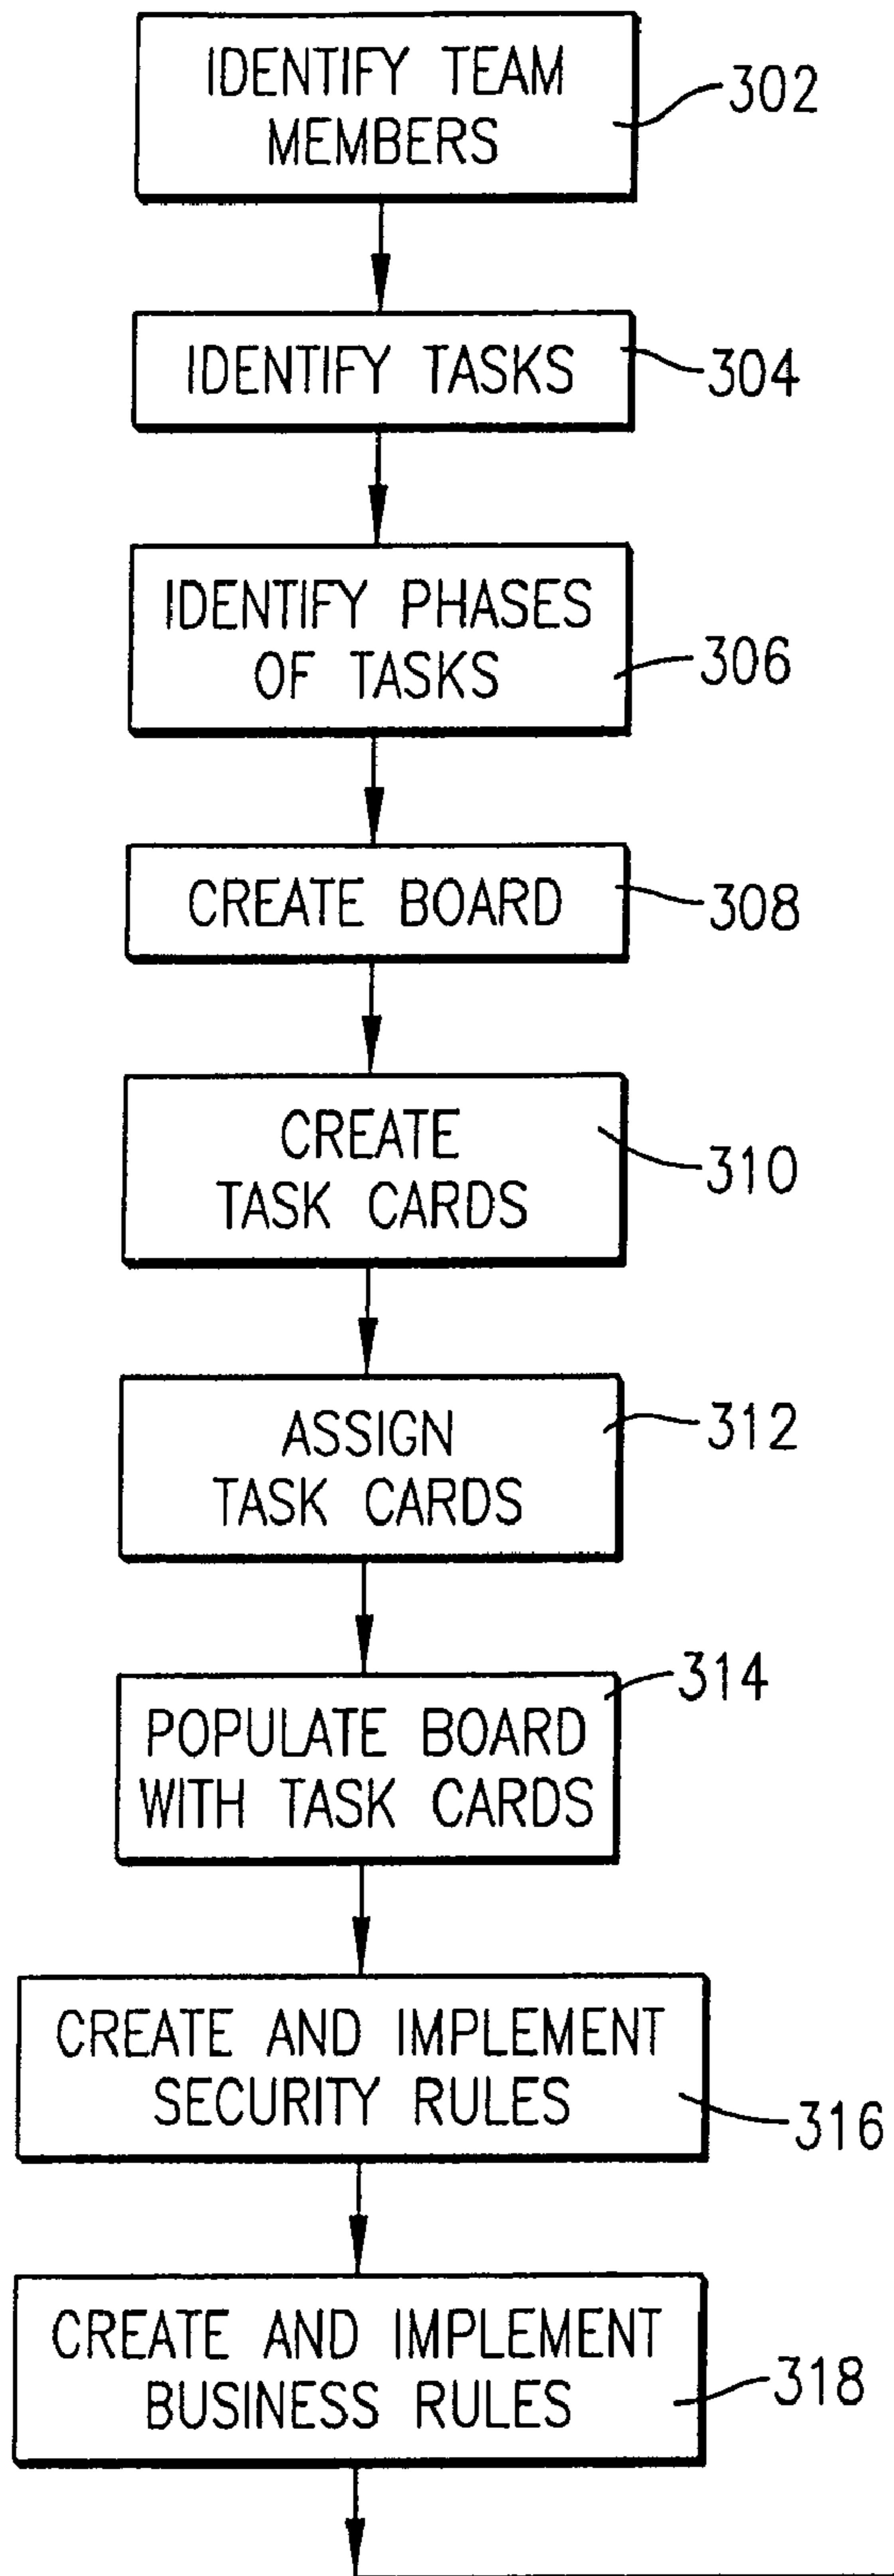 IDENTIFY TEAM
MEMBERS
302
IDENTIFY TASKS
304
IDENTIFY PHASES
OF TASKS
306
CREATE BOARD
308
CREATE
TASK CARDS
310
ASSIGN
TASK CARDS
312
POPULATE BOARD
WITH TASK CARDS
314
CREATE AND IMPLEMENT
SECURITY RULES
316
CREATE AND IMPLEMENT
BUSINESS RULES
318